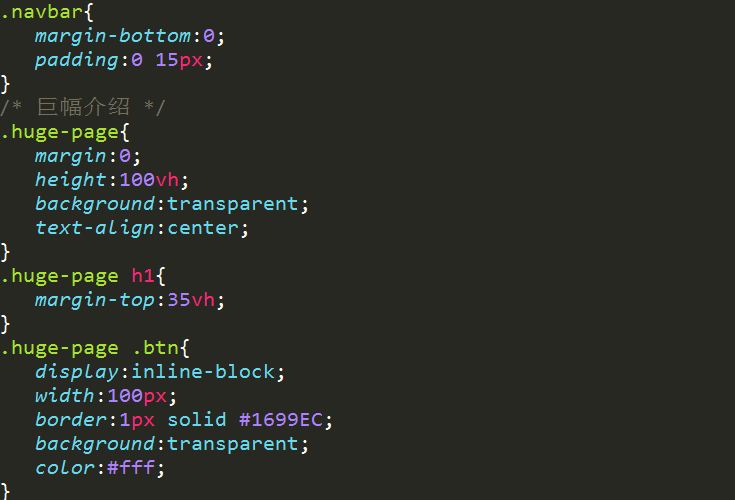 .navbar{
margin-bottom:0;
padding:0 15px;
}
/* 巨幅介绍 */
.huge-page{
margin:0;
height:100vh;
background:transparent;
text-align:center;
}
.huge-page h1{
margin-top:35vh;
}
.huge-page .btn{
display:inline-block;
width:100px;
border:1px solid #1699EC;
background:transparent;
color:#fff;
}